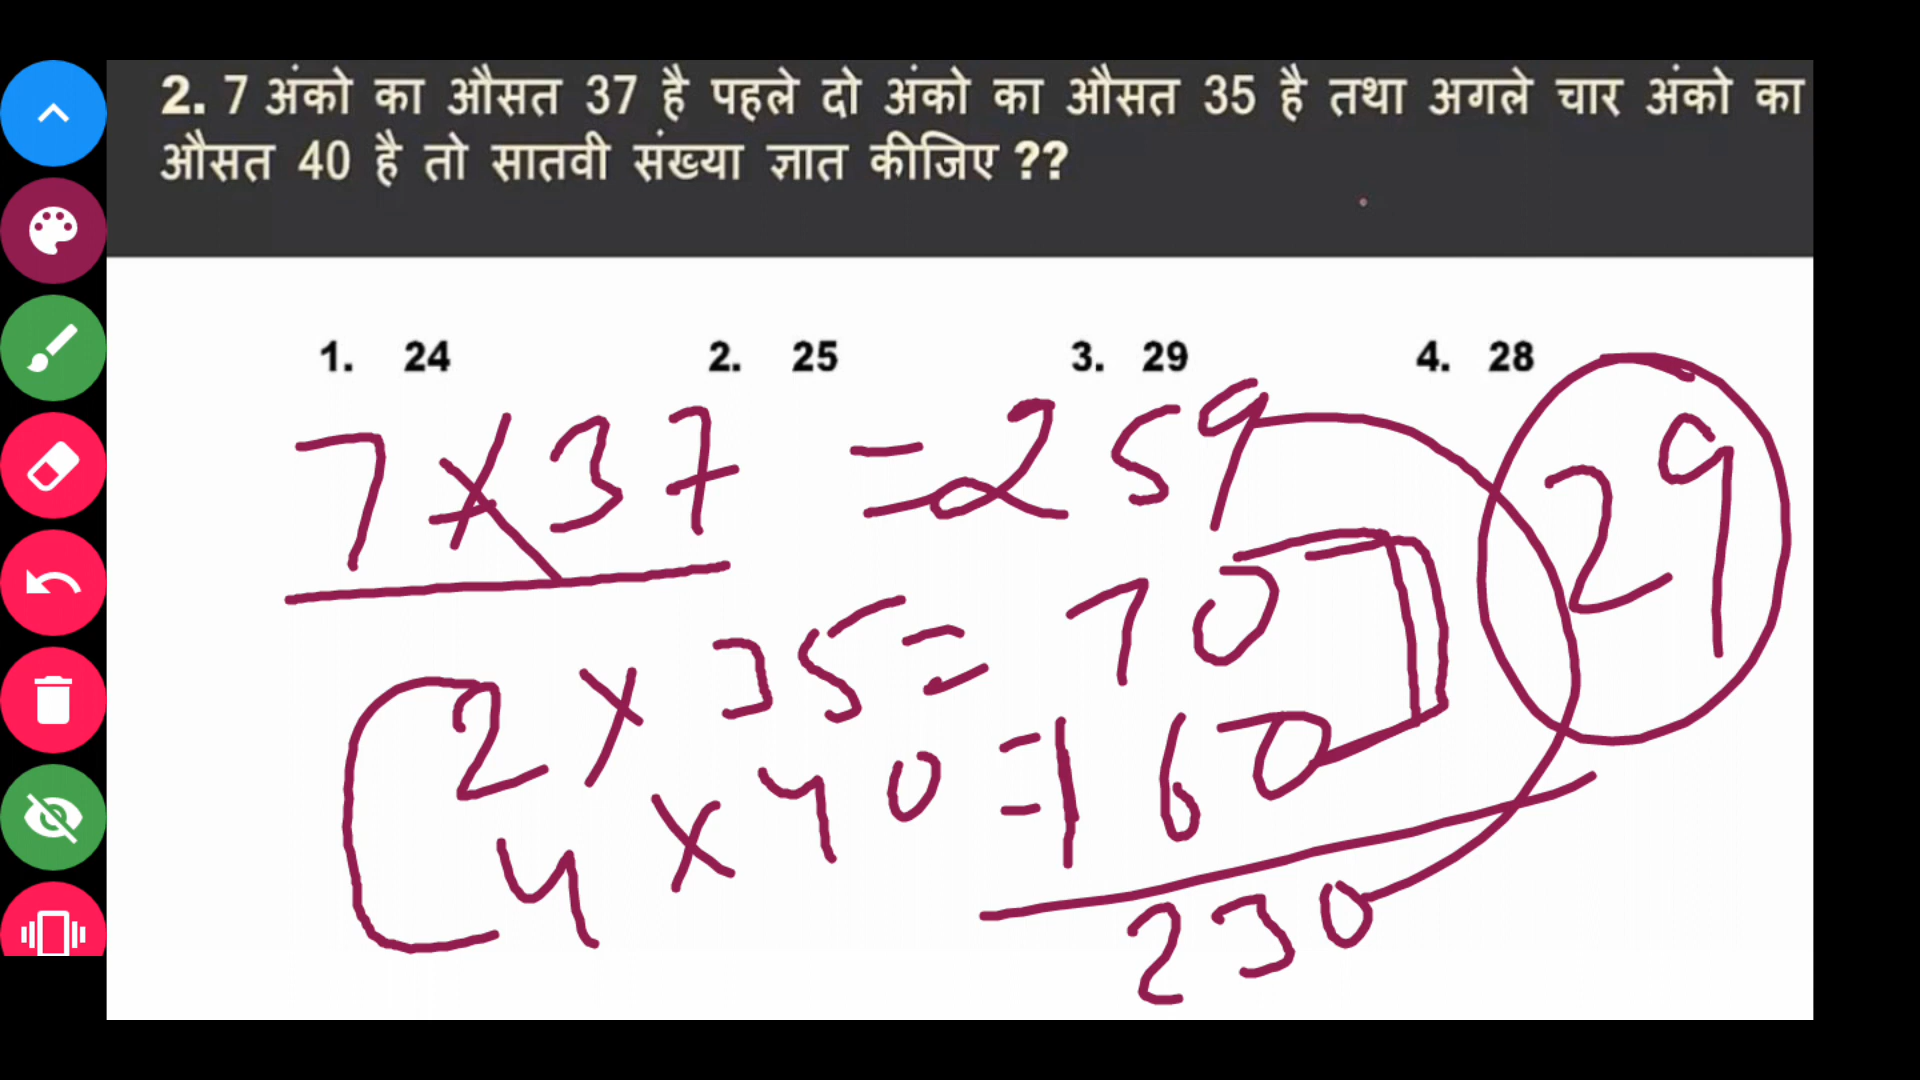 2. 7 अंको का औसत 37 है पहले दो अंको का औसत 35 है तथा अगले चार अंको का
औसत 40 है तो सातवी संख्या ज्ञात कीजिए ??
1. 24 2. 25 3. 29 4. 28
7 x 37 = 259
29
2 x 35 = 70
4 x 40 = 160
230